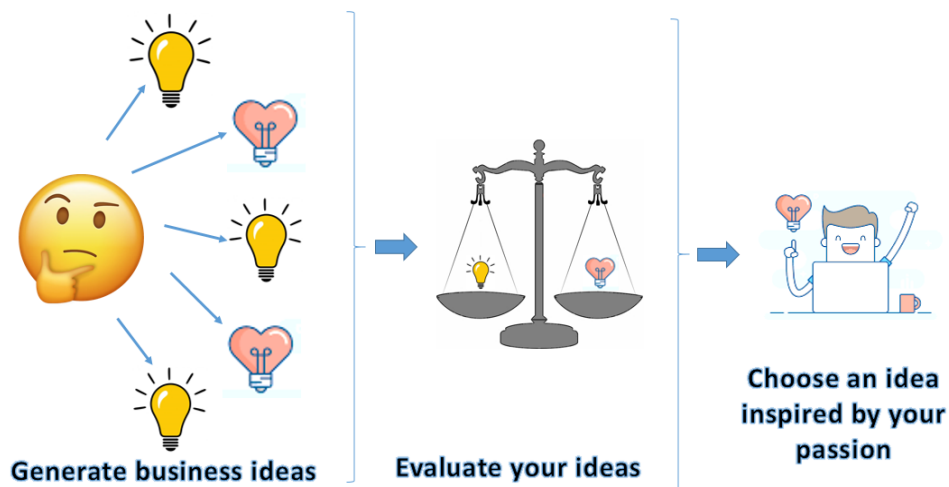 Generate business ideas
Evaluate your ideas
Choose an idea
inspired by your
passion